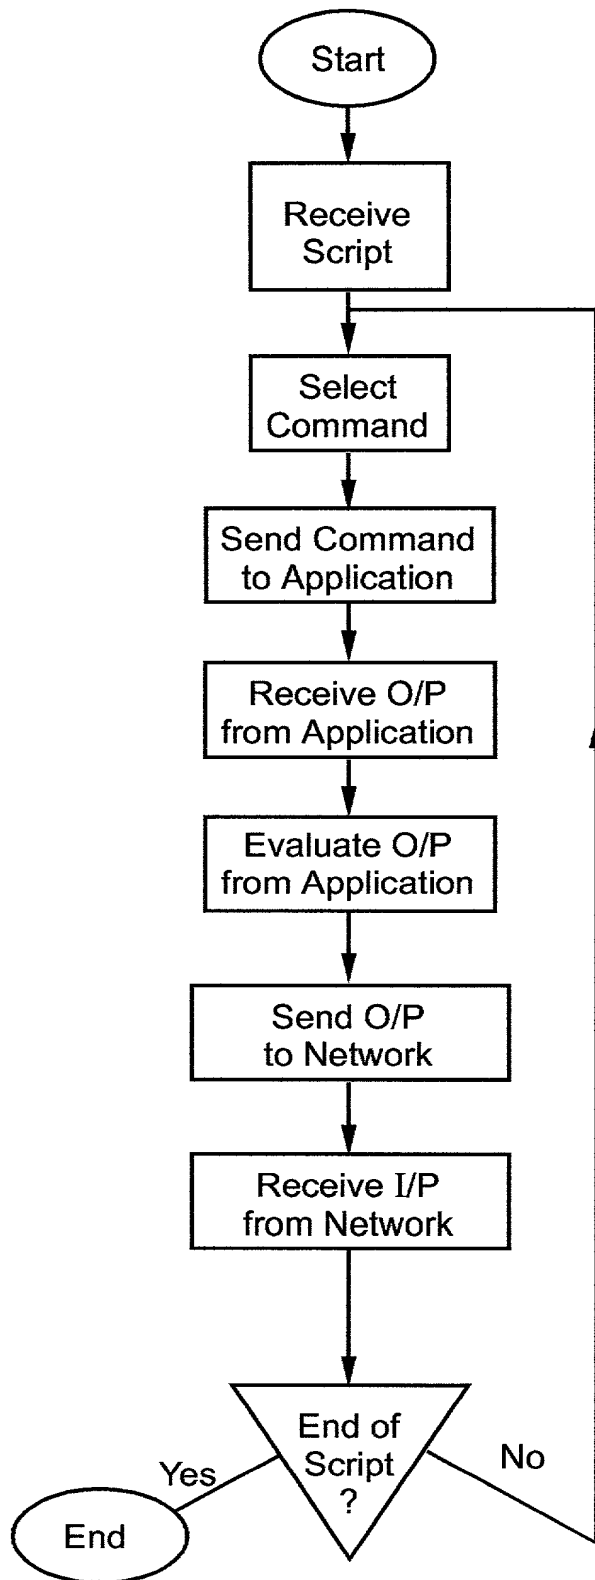 Start
Receive
Script
Select
Command
Send Command
to Application
Receive O/P
from Application
Evaluate O/P
from Application
Send O/P
to Network
Receive I/P
from Network
End of
Script
?
Yes
No
End